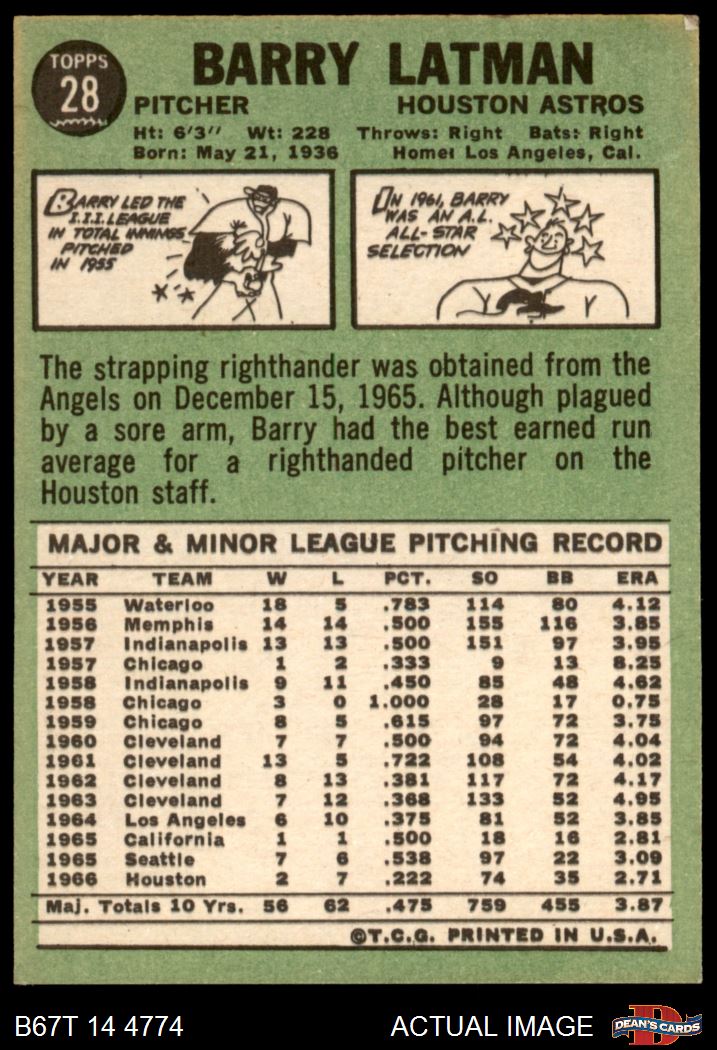 TOPPS
28
BARRY LATMAN
PITCHER HOUSTON ASTROS
Ht: 6'3" Wt: 228 Throws: Right Bats: Right
Born: May 21, 1936 Home: Los Angeles, Cal.
BARRY LED THE
I.I.I. LEAGUE
IN TOTAL INNINGS
PITCHED
IN 1955
IN 1961, BARRY
WAS AN A.L.
ALL-STAR
SELECTION
The strapping righthander was obtained from the
Angels on December 15, 1965. Although plagued
by a sore arm, Barry had the best earned run
average for a righthanded pitcher on the
Houston staff.
MAJOR & MINOR LEAGUE PITCHING RECORD
YEAR TEAM W L PCT. SO BB ERA
1955 Waterloo 18 5 .783 114 80 4.12
1956 Memphis 14 14 .500 155 116 3.85
1957 Indianapolis 13 13 .500 151 97 3.95
1957 Chicago 1 2 .333 9 13 8.25
1958 Indianapolis 9 11 .450 85 48 4.62
1958 Chicago 3 0 1.000 28 17 0.75
1959 Chicago 8 5 .615 97 72 3.75
1960 Cleveland 7 7 .500 94 72 4.04
1961 Cleveland 13 5 .722 108 54 4.02
1962 Cleveland 8 13 .381 117 72 4.17
1963 Cleveland 7 12 .368 133 52 4.95
1964 Los Angeles 6 10 .375 81 52 3.85
1965 California 1 1 .500 18 16 2.81
1965 Seattle 7 6 .538 97 22 3.09
1966 Houston 2 7 .222 74 35 2.71
Maj. Totals 10 Yrs. 56 62 .475 759 455 3.87
©T.C.G. PRINTED IN U.S.A.
B67T 14 4774 ACTUAL IMAGE
D
DEAN'S CARDS